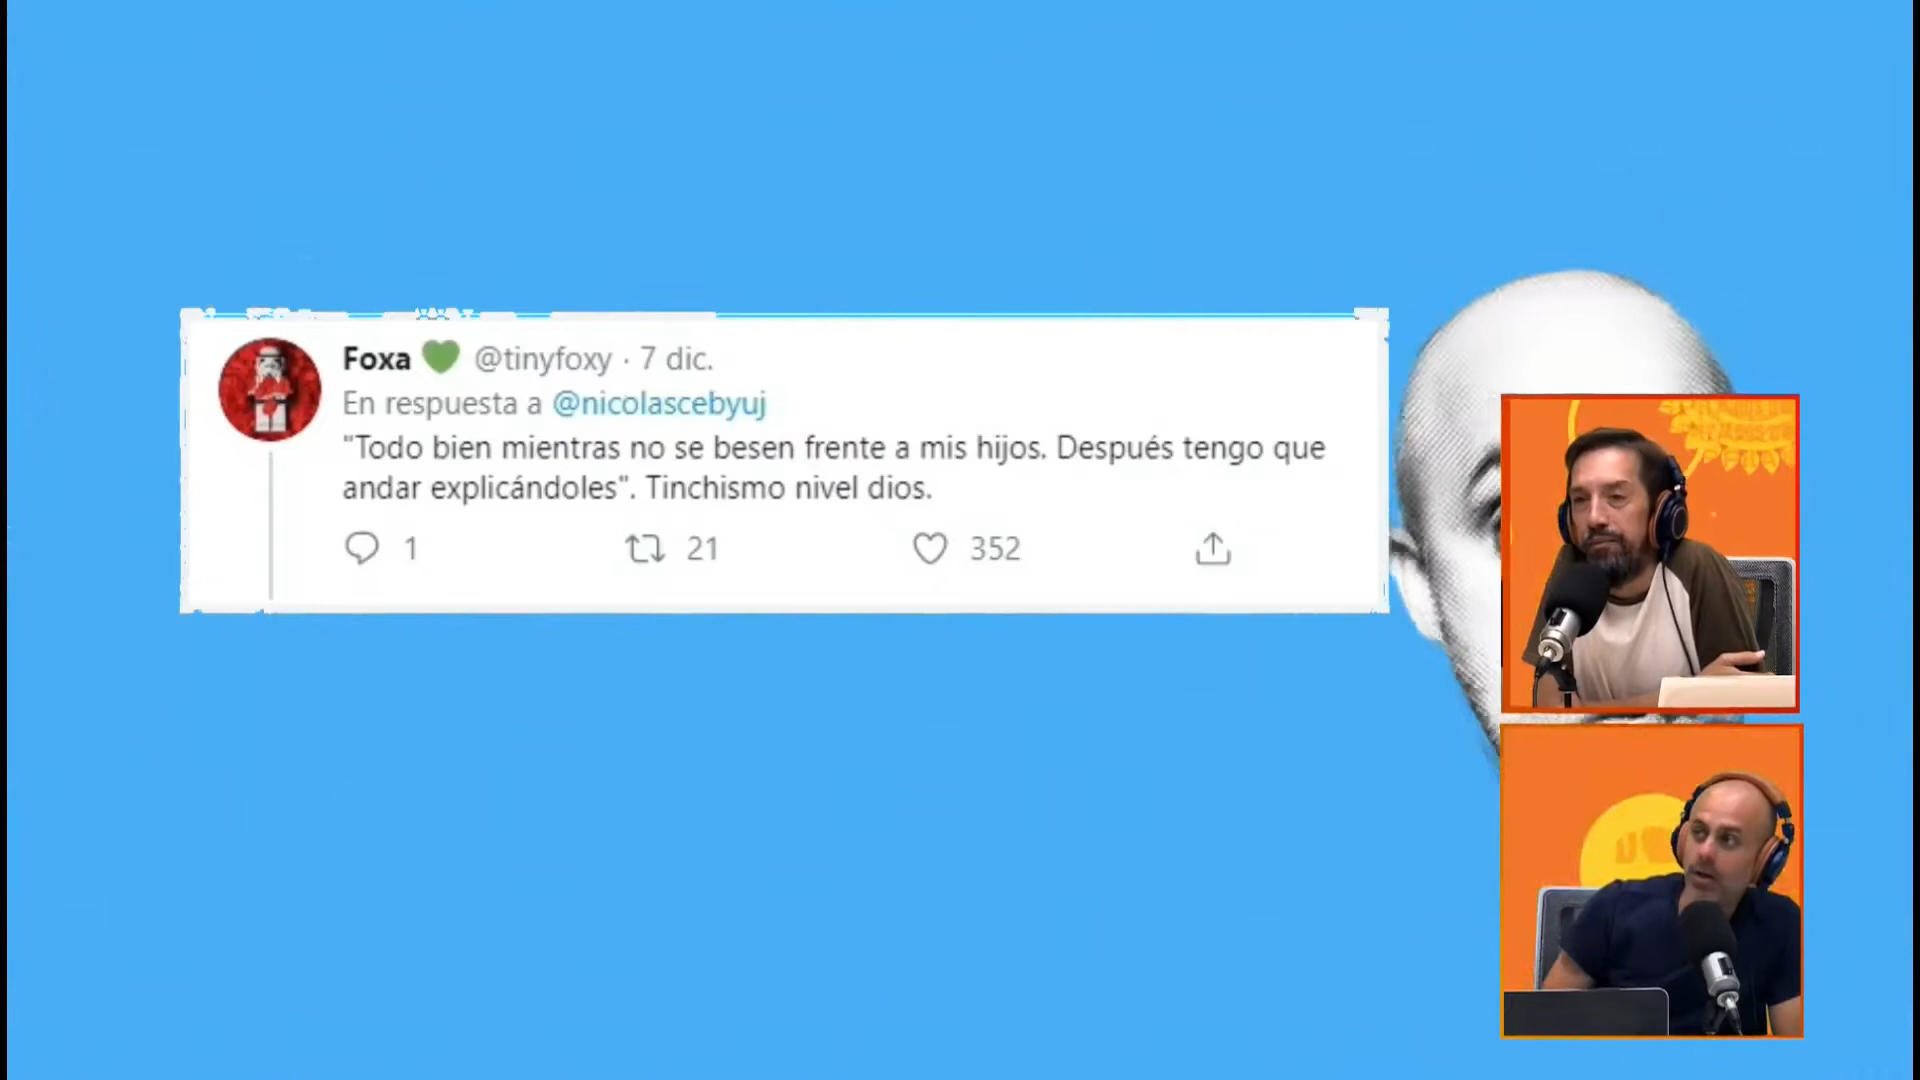 Foxa 💚 @tinyfoxy · 7 dic.
En respuesta a @nicolascebyuj
"Todo bien mientras no se besen frente a mis hijos. Después tengo que
andar explicándoles". Tinchismo nivel dios.
1 21 352